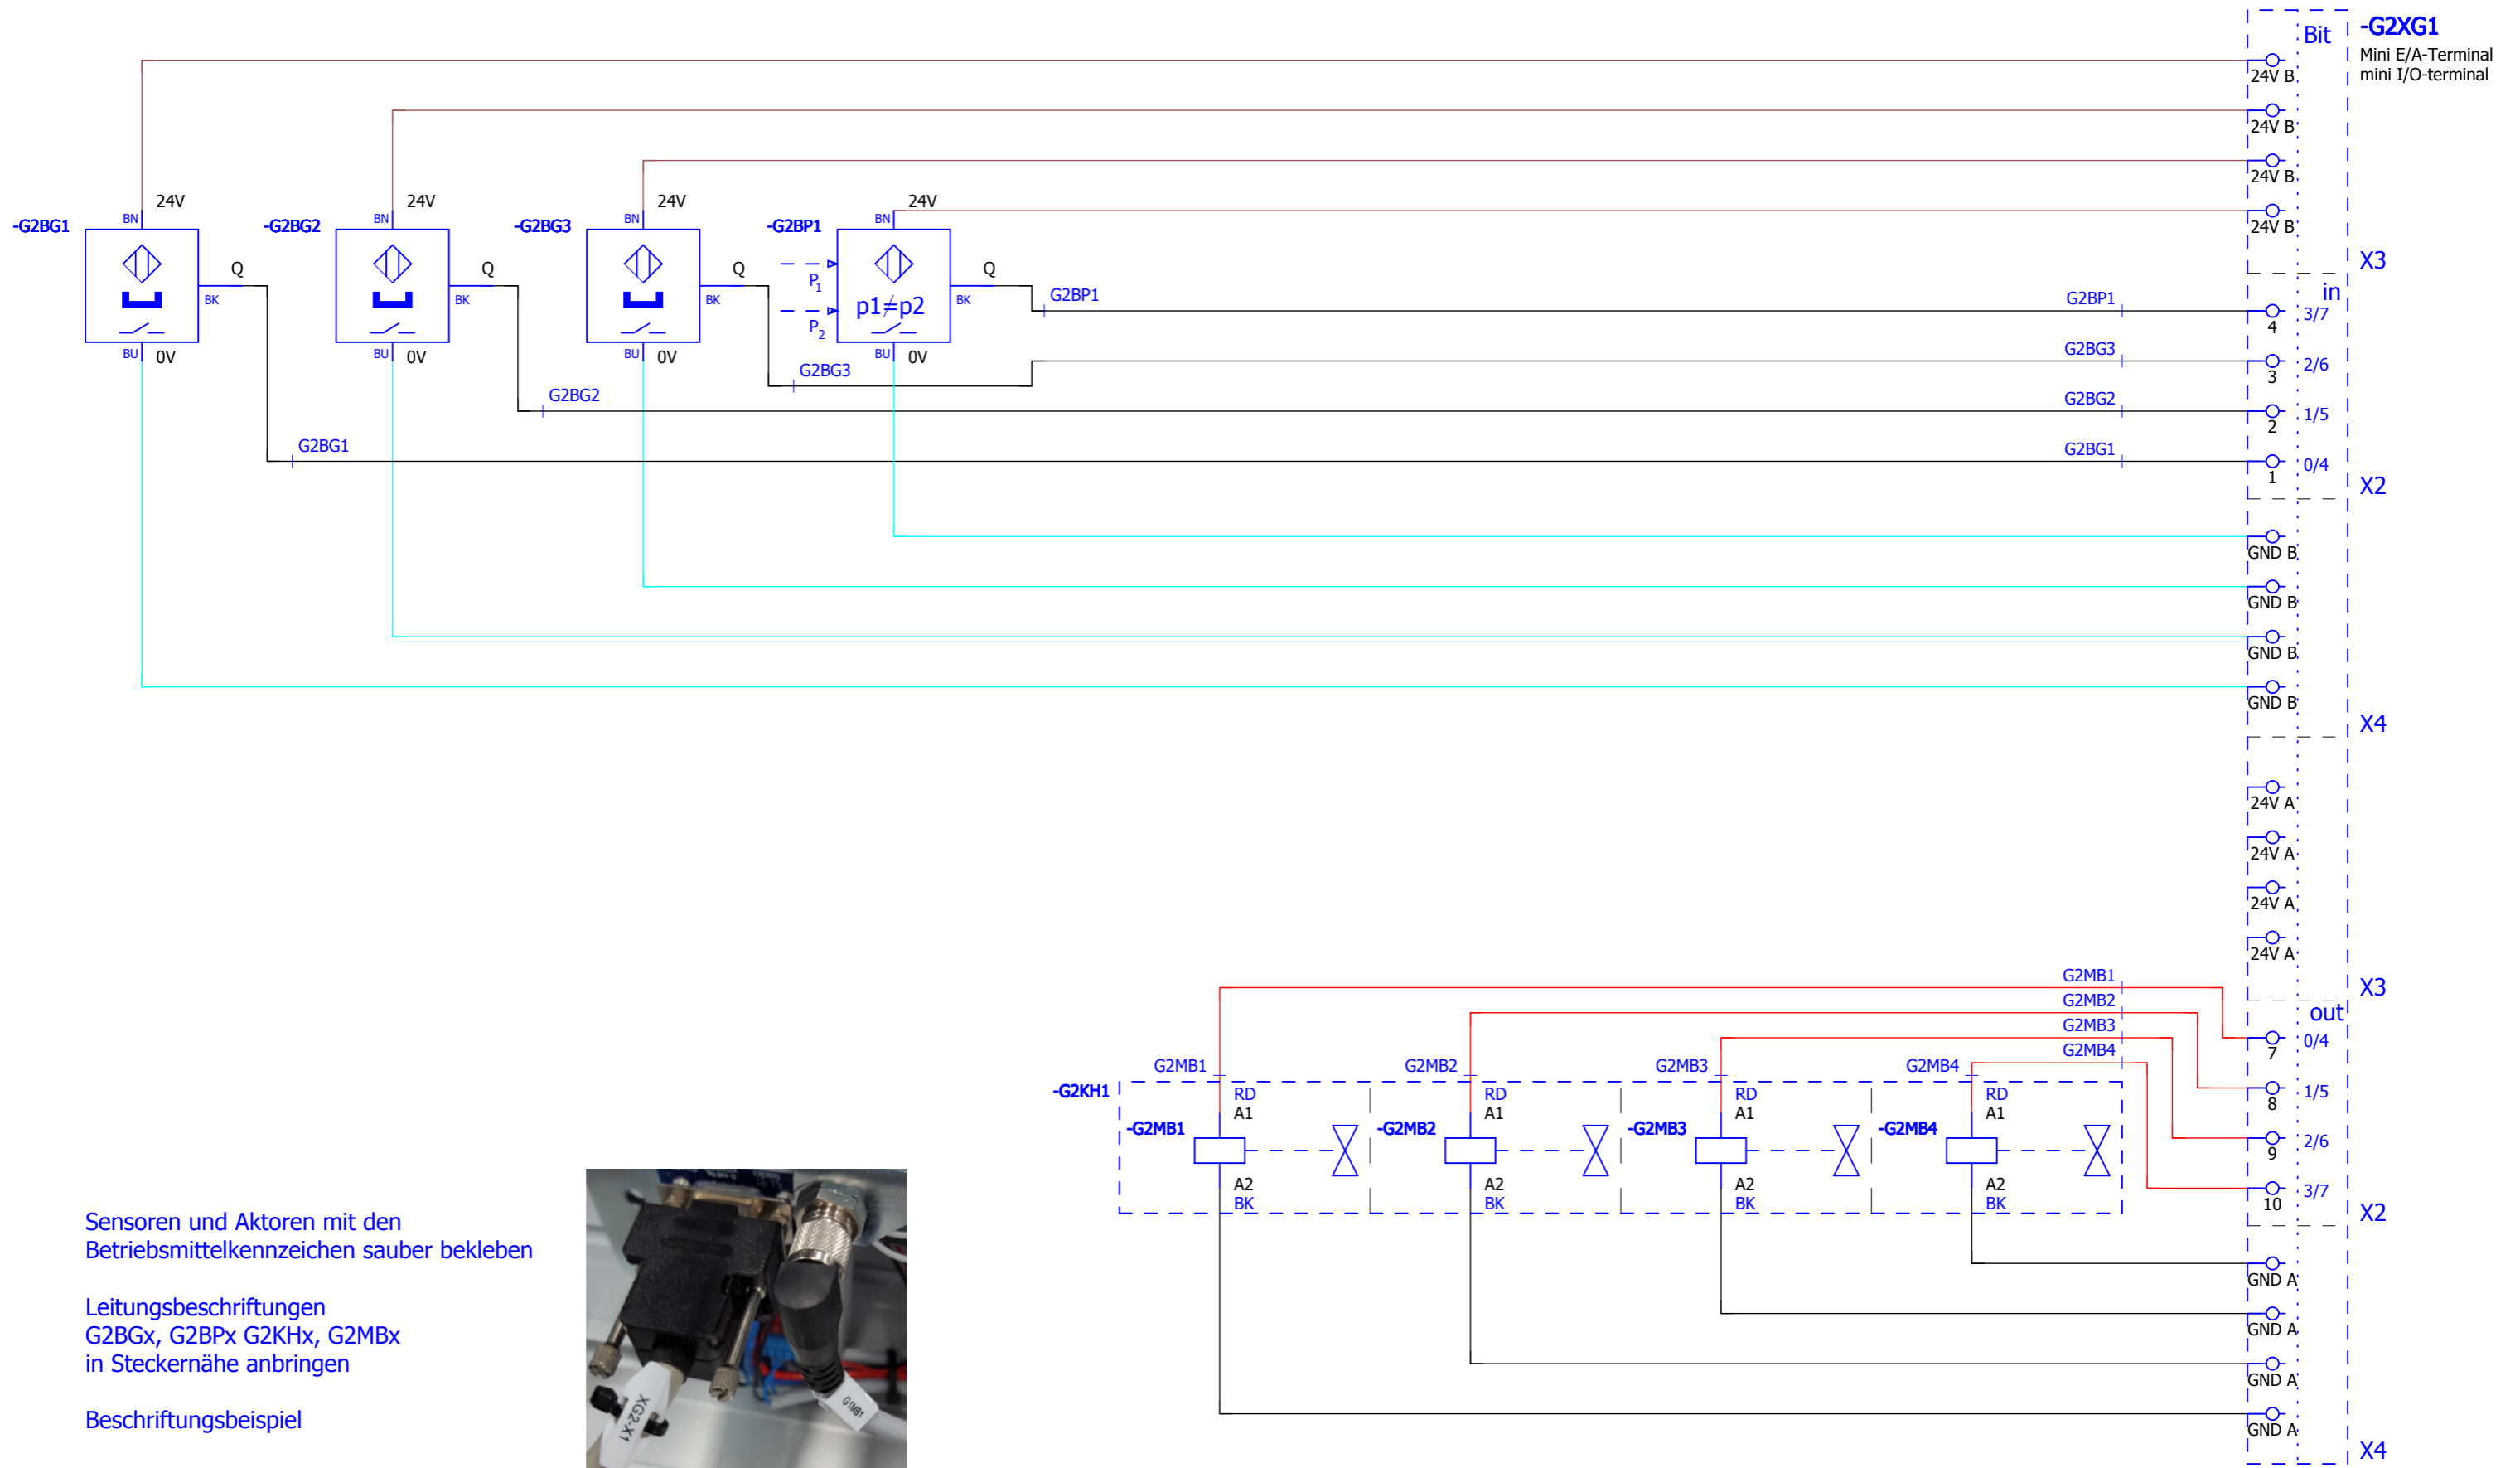 Bit
-G2XG1
Mini E/A-Terminal
mini I/O-terminal
24V B
24V B
24V B
24V B
X3
-G2BG1
BN
24V
Q
BK
BU
0V
-G2BG2
BN
24V
Q
BK
BU
0V
-G2BG3
BN
24V
Q
BK
BU
0V
-G2BP1
BN
24V
P1
P2
p1≠p2
Q
BK
BU
0V
in
G2BP1
G2BP1
4
3/7
G2BG3
G2BG3
3
2/6
G2BG2
G2BG2
2
1/5
G2BG1
G2BG1
1
0/4
X2
GND B
GND B
GND B
GND B
X4
24V A
24V A
24V A
24V A
X3
out
G2MB1
G2MB2
G2MB3
G2MB4
7
0/4
8
1/5
9
2/6
10
3/7
X2
-G2KH1
G2MB1
RD
A1
-G2MB1
A2
BK
G2MB2
RD
A1
-G2MB2
A2
BK
G2MB3
RD
A1
-G2MB3
A2
BK
G2MB4
RD
A1
-G2MB4
A2
BK
GND A
GND A
GND A
GND A
X4
Sensoren und Aktoren mit den
Betriebsmittelkennzeichen sauber bekleben
Leitungsbeschriftungen
G2BGx, G2BPx G2KHx, G2MBx
in Steckernähe anbringen
Beschriftungsbeispiel
XG2-X1
G1MB1